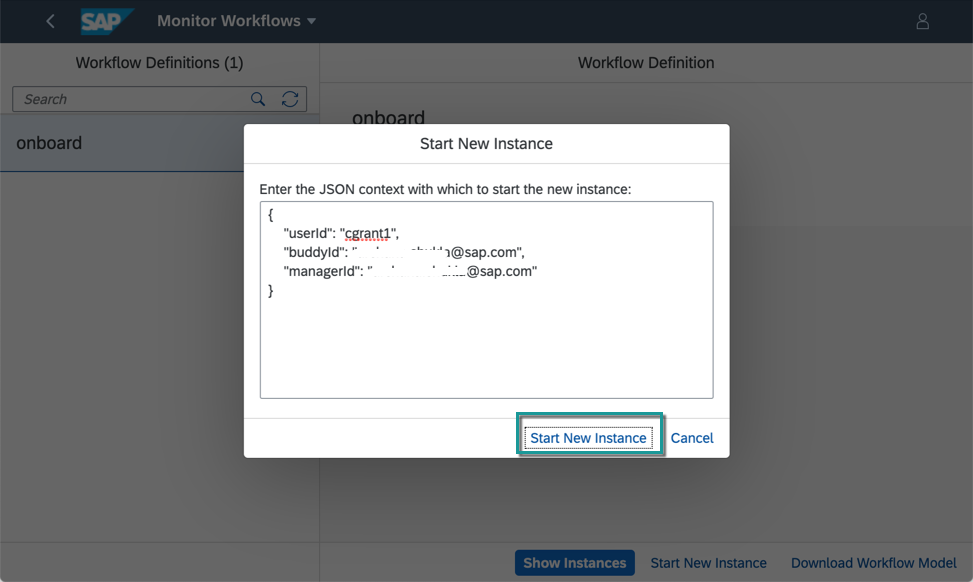 SAP Monitor Workflows
Workflow Definitions (1)
Workflow Definition
Search
onboard
onboard
Start New Instance
Enter the JSON context with which to start the new instance:
{
"userId": "cgrant1",
"buddyId": @sap.com",
"managerId": @sap.com"
}
Start New Instance Cancel
Show Instances Start New Instance Download Workflow Model